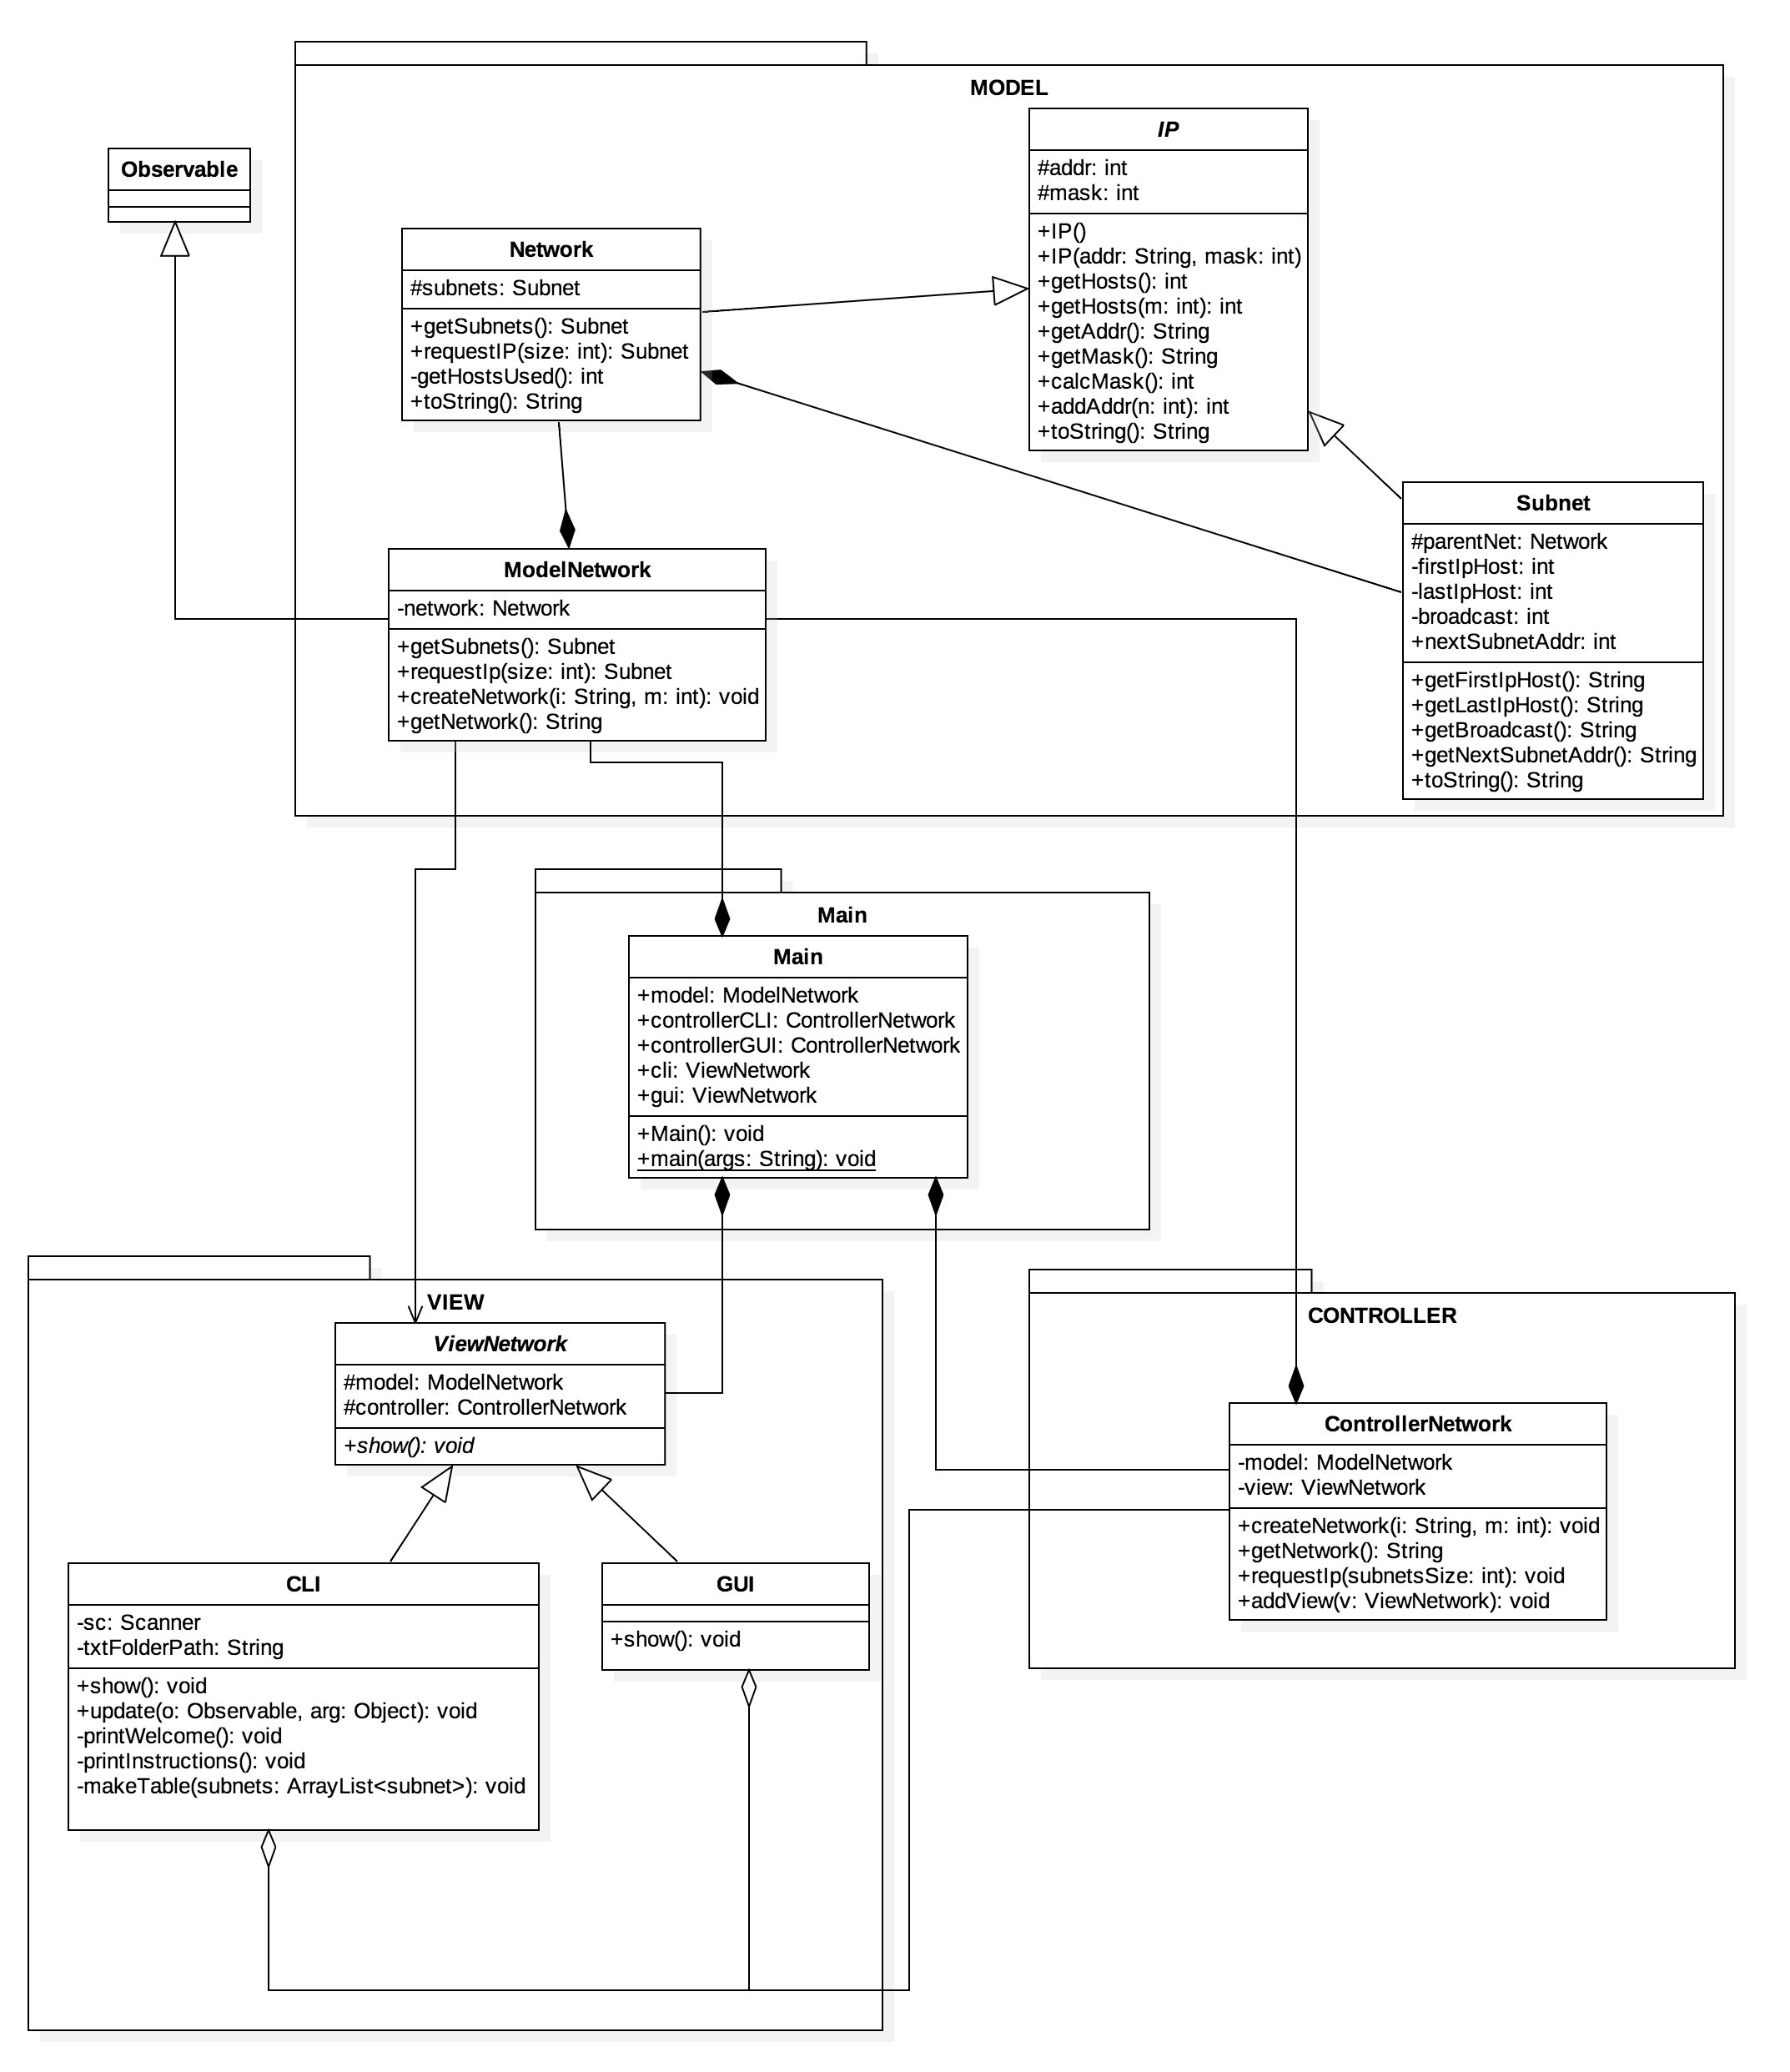 MODEL
IP
#addr: int
#mask: int
+IP()
+IP(addr: String, mask: int)
+getHosts(): int
+getHosts(m: int): int
+getAddr(): String
+getMask(): String
+calcMask(): int
+addAddr(n: int): int
+toString(): String
Observable
Network
#subnets: Subnet
+getSubnets(): Subnet
+requestIP(size: int): Subnet
-getHostsUsed(): int
+toString(): String
Subnet
#parentNet: Network
-firstIpHost: int
-lastIpHost: int
-broadcast: int
+nextSubnetAddr: int
+getFirstIpHost(): String
+getLastIpHost(): String
+getBroadcast(): String
+getNextSubnetAddr(): String
+toString(): String
ModelNetwork
-network: Network
+getSubnets(): Subnet
+requestIp(size: int): Subnet
+createNetwork(i: String, m: int): void
+getNetwork(): String
Main
Main
+model: ModelNetwork
+controllerCLI: ControllerNetwork
+controllerGUI: ControllerNetwork
+cli: ViewNetwork
+gui: ViewNetwork
+Main(): void
+main(args: String): void
VIEW
ViewNetwork
#model: ModelNetwork
#controller: ControllerNetwork
+show(): void
CONTROLLER
ControllerNetwork
-model: ModelNetwork
-view: ViewNetwork
+createNetwork(i: String, m: int): void
+getNetwork(): String
+requestIp(subnetsSize: int): void
+addView(v: ViewNetwork): void
CLI
-sc: Scanner
-txtFolderPath: String
+show(): void
+update(o: Observable, arg: Object): void
-printWelcome(): void
-printInstructions(): void
-makeTable(subnets: ArrayList<subnet>): void
GUI
+show(): void